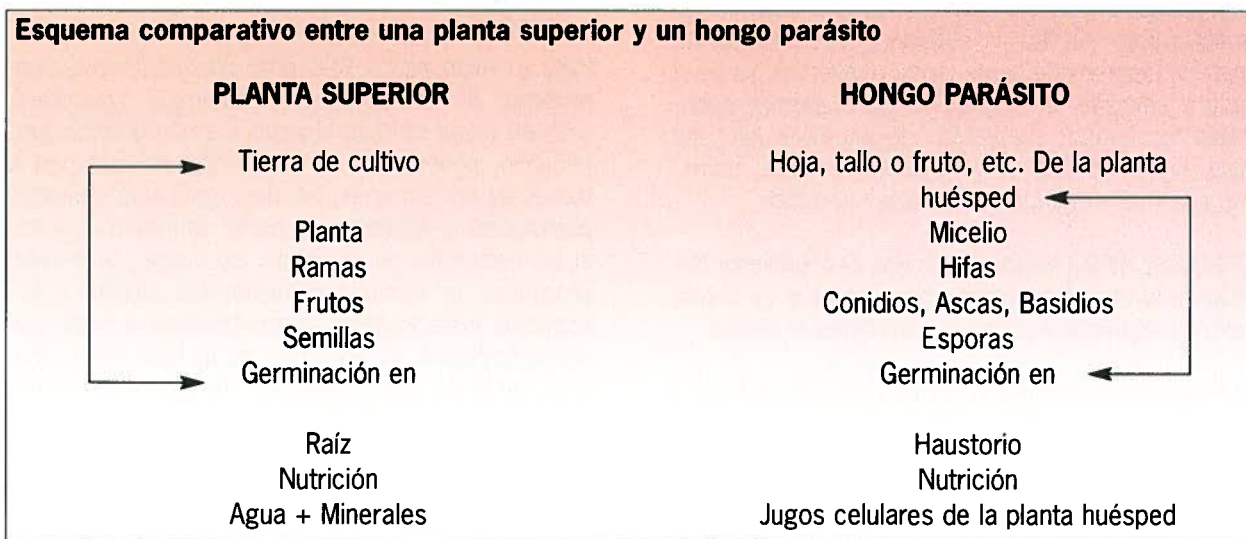 Esquema comparativo entre una planta superior y un hongo parásito
PLANTA SUPERIOR
Tierra de cultivo
Planta
Ramas
Frutos
Semillas
Germinación en
Raíz
Nutrición
Agua + Minerales
HONGO PARÁSITO
Hoja, tallo o fruto, etc. De la planta
huésped
Micelio
Hifas
Conidios, Ascas, Basidios
Esporas
Germinación en
Haustorio
Nutrición
Jugos celulares de la planta huésped